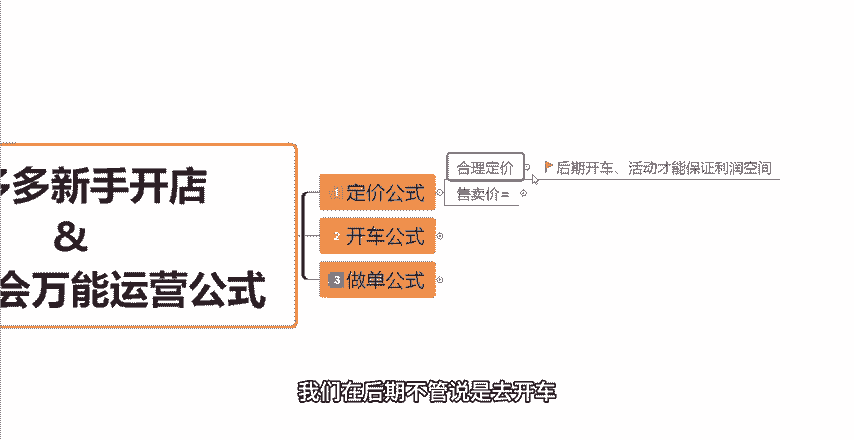 多多新手开店
&
会万能运营公式
1 定价公式
合理定价
后期开车、活动才能保证利润空间
售卖价=
2 开车公式
3 做单公式
我们在后期不管说是去开车